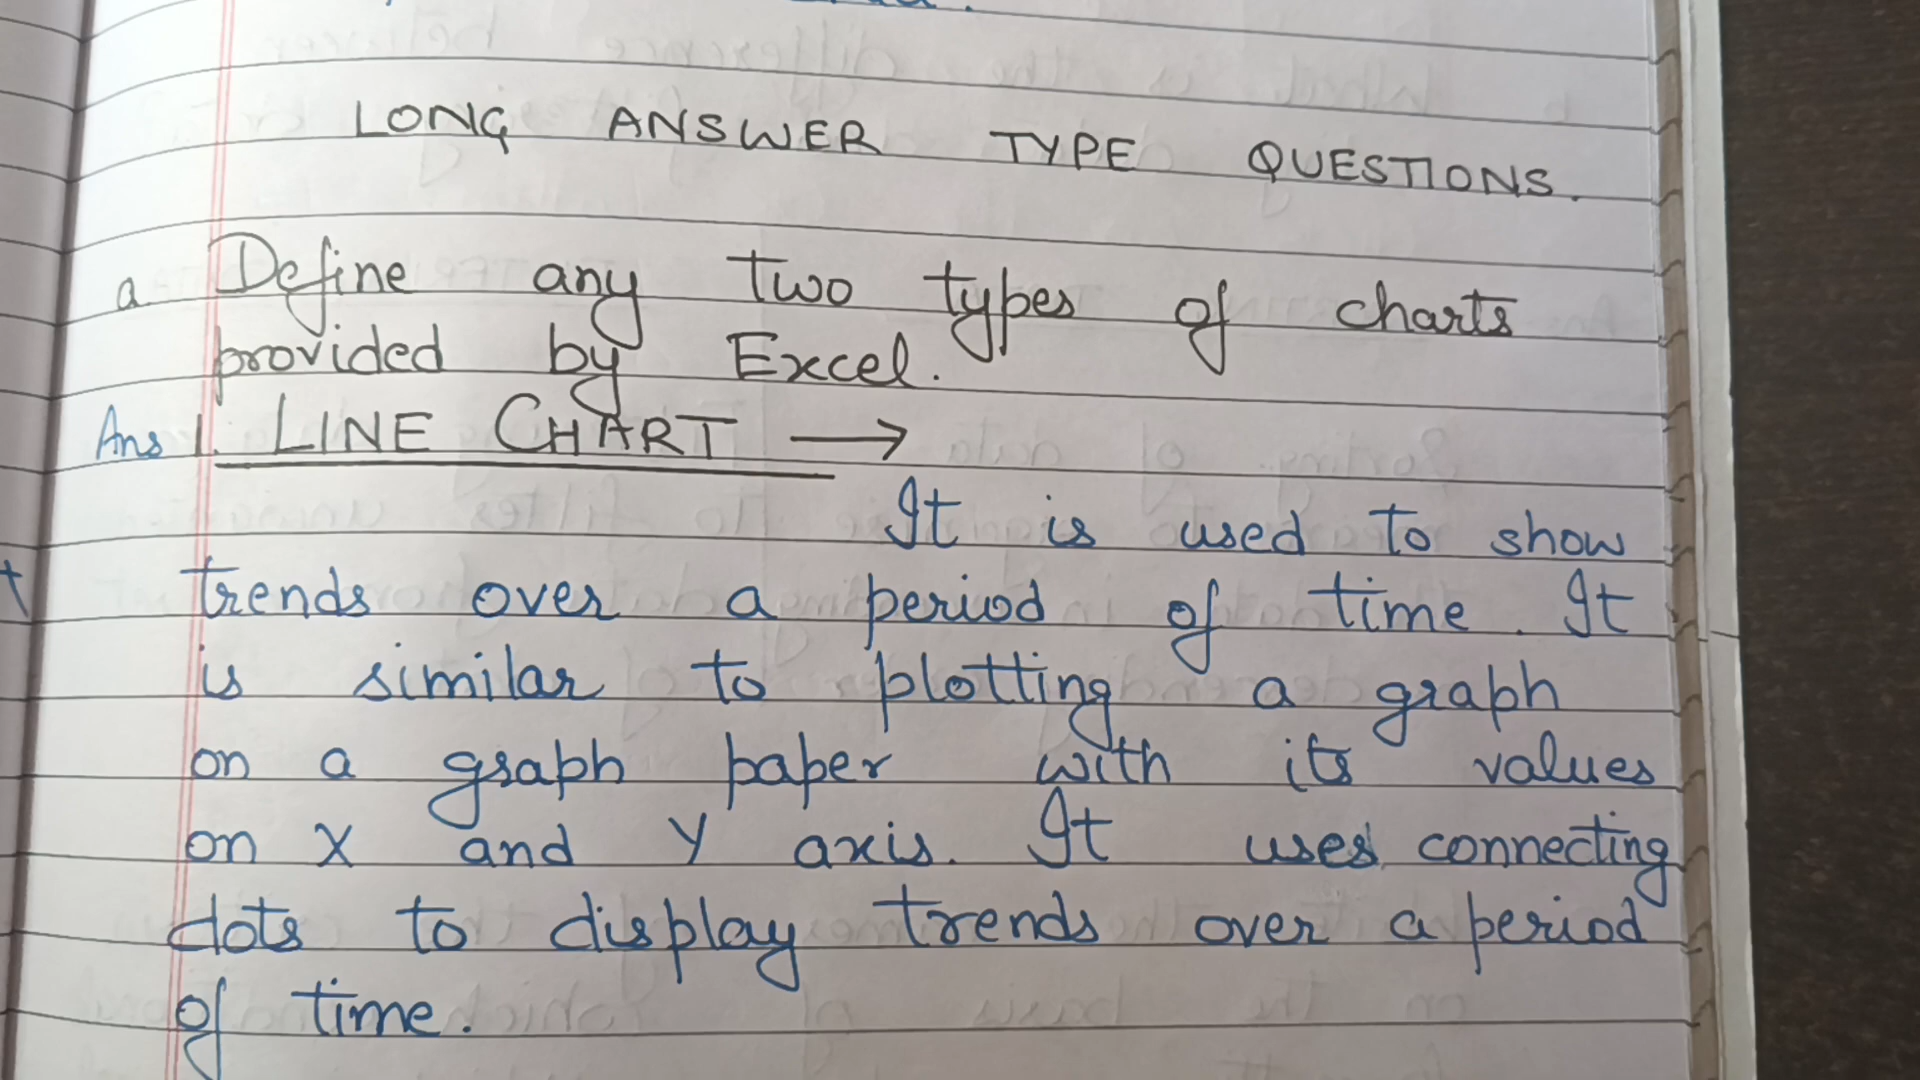 LONG ANSWER TYPE QUESTIONS.
a Define any two types of charts
provided by Excel.
Ans 1. LINE CHART →
It is used to show
trends over a period of time. It
is similar to plotting a graph
on a graph paper with its values
on X and Y axis. It uses connecting
dots to display trends over a period
of time.